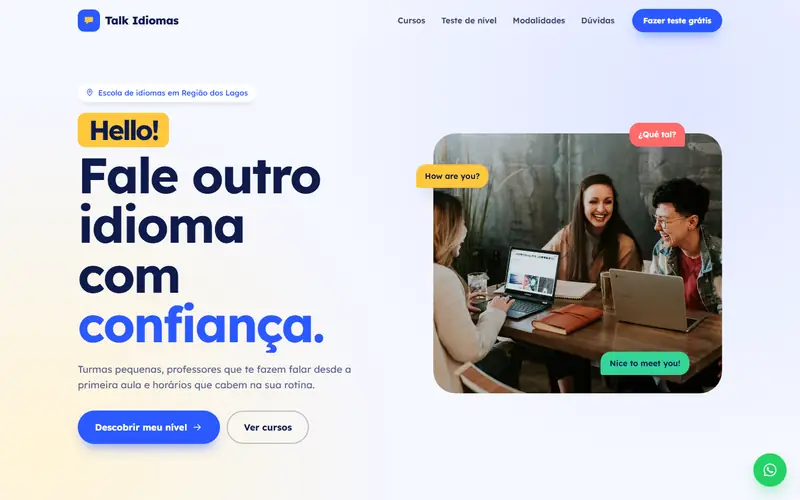 Talk Idiomas
Cursos
Teste de nível
Modalidades
Dúvidas
Fazer teste grátis
Escola de idiomas em Região dos Lagos
Hello!
Fale outro
idioma
com
confiança.
Turmas pequenas, professores que te fazem falar desde a
primeira aula e horários que cabem na sua rotina.
Descobrir meu nível →
Ver cursos
¿Qué tal?
How are you?
Nice to meet you!